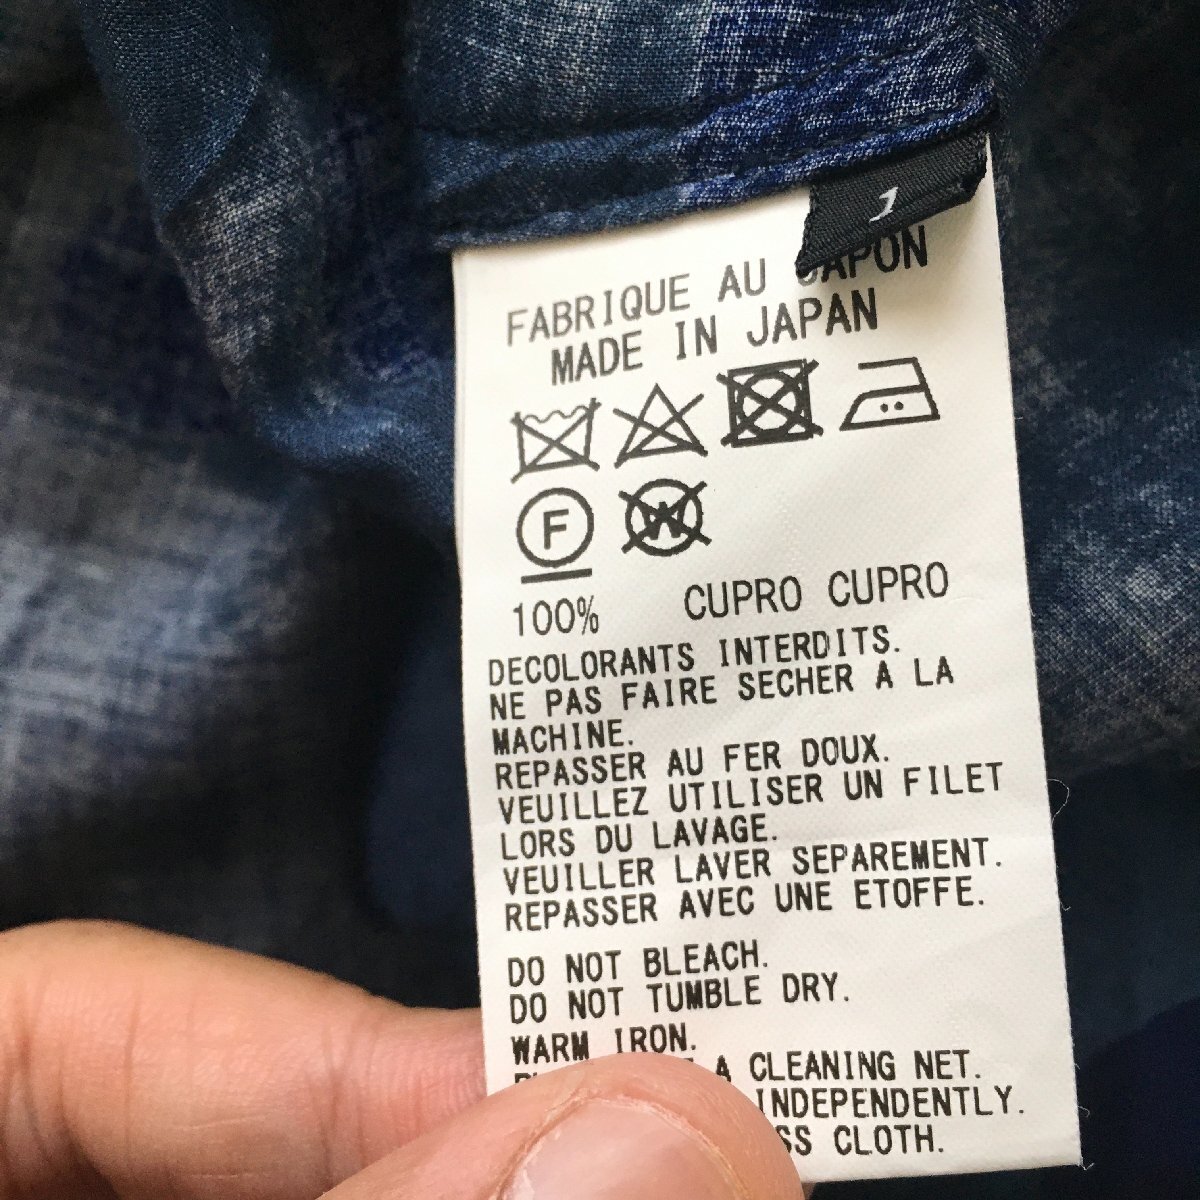 1
FABRIQUE AU JAPON
MADE IN JAPAN
F W
100% CUPRO CUPRO
DECOLORANTS INTERDITS.
NE PAS FAIRE SECHER A LA
MACHINE.
REPASSER AU FER DOUX.
VEUILLEZ UTILISER UN FILET
LORS DU LAVAGE.
VEUILLER LAVER SEPAREMENT.
REPASSER AVEC UNE ETOFFE.
DO NOT BLEACH.
DO NOT TUMBLE DRY.
WARM IRON.
A CLEANING NET.
INDEPENDENTLY.
CLOTH.